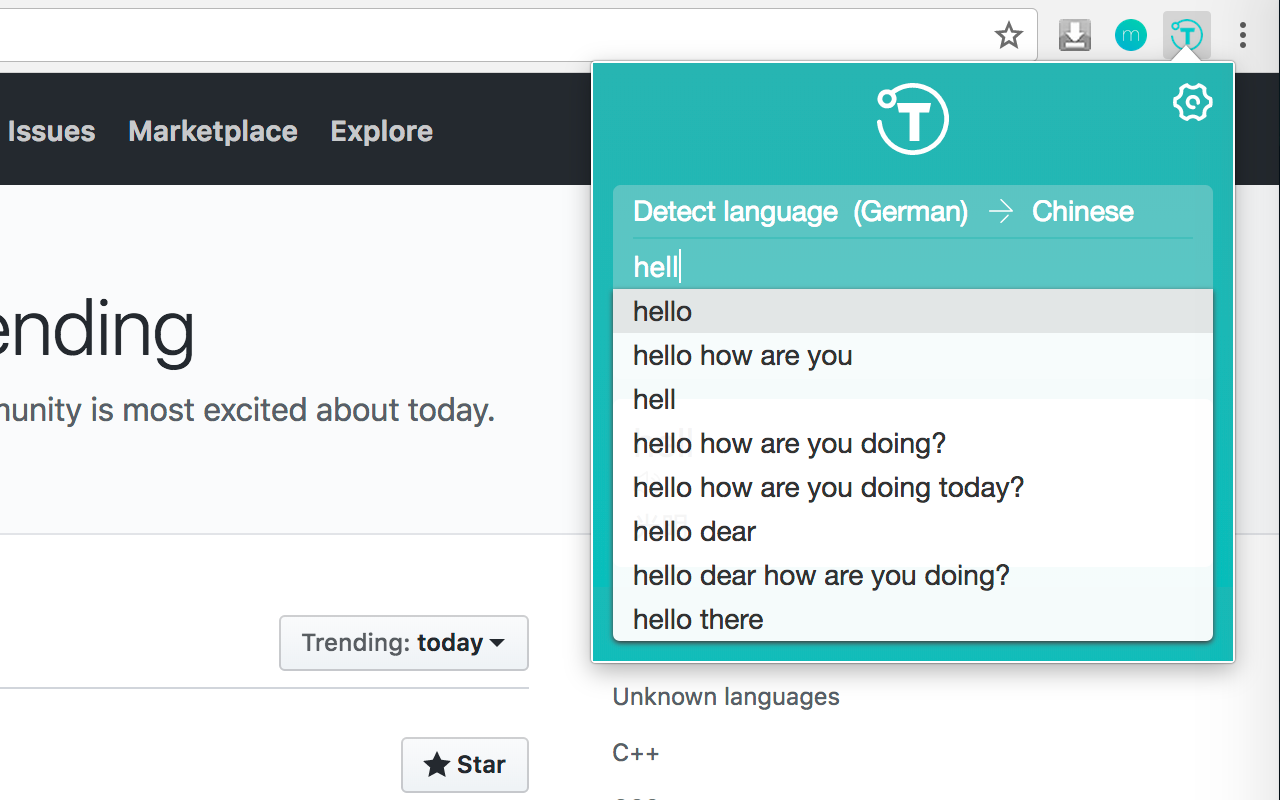 Issues Marketplace Explore
m
T
T
Detect language (German) → Chinese
hell
hello
hello how are you
hell
hello how are you doing?
hello how are you doing today?
hello dear
hello dear how are you doing?
hello there
ending
munity is most excited about today.
Trending: today
Unknown languages
Star
C++